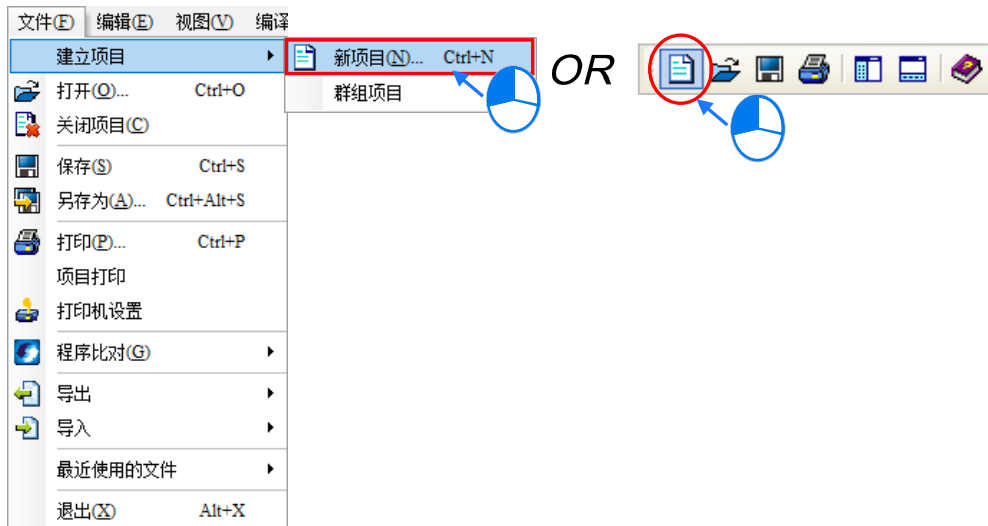 文件(F) 编辑(E) 视图(V) 编译
建立项目
新项目(N)... Ctrl+N
群组项目
OR
打开(O)... Ctrl+O
关闭项目(C)
保存(S) Ctrl+S
另存为(A)... Ctrl+Alt+S
打印(P)... Ctrl+P
项目打印
打印机设置
程序比对(G)
导出
导入
最近使用的文件
退出(X) Alt+X